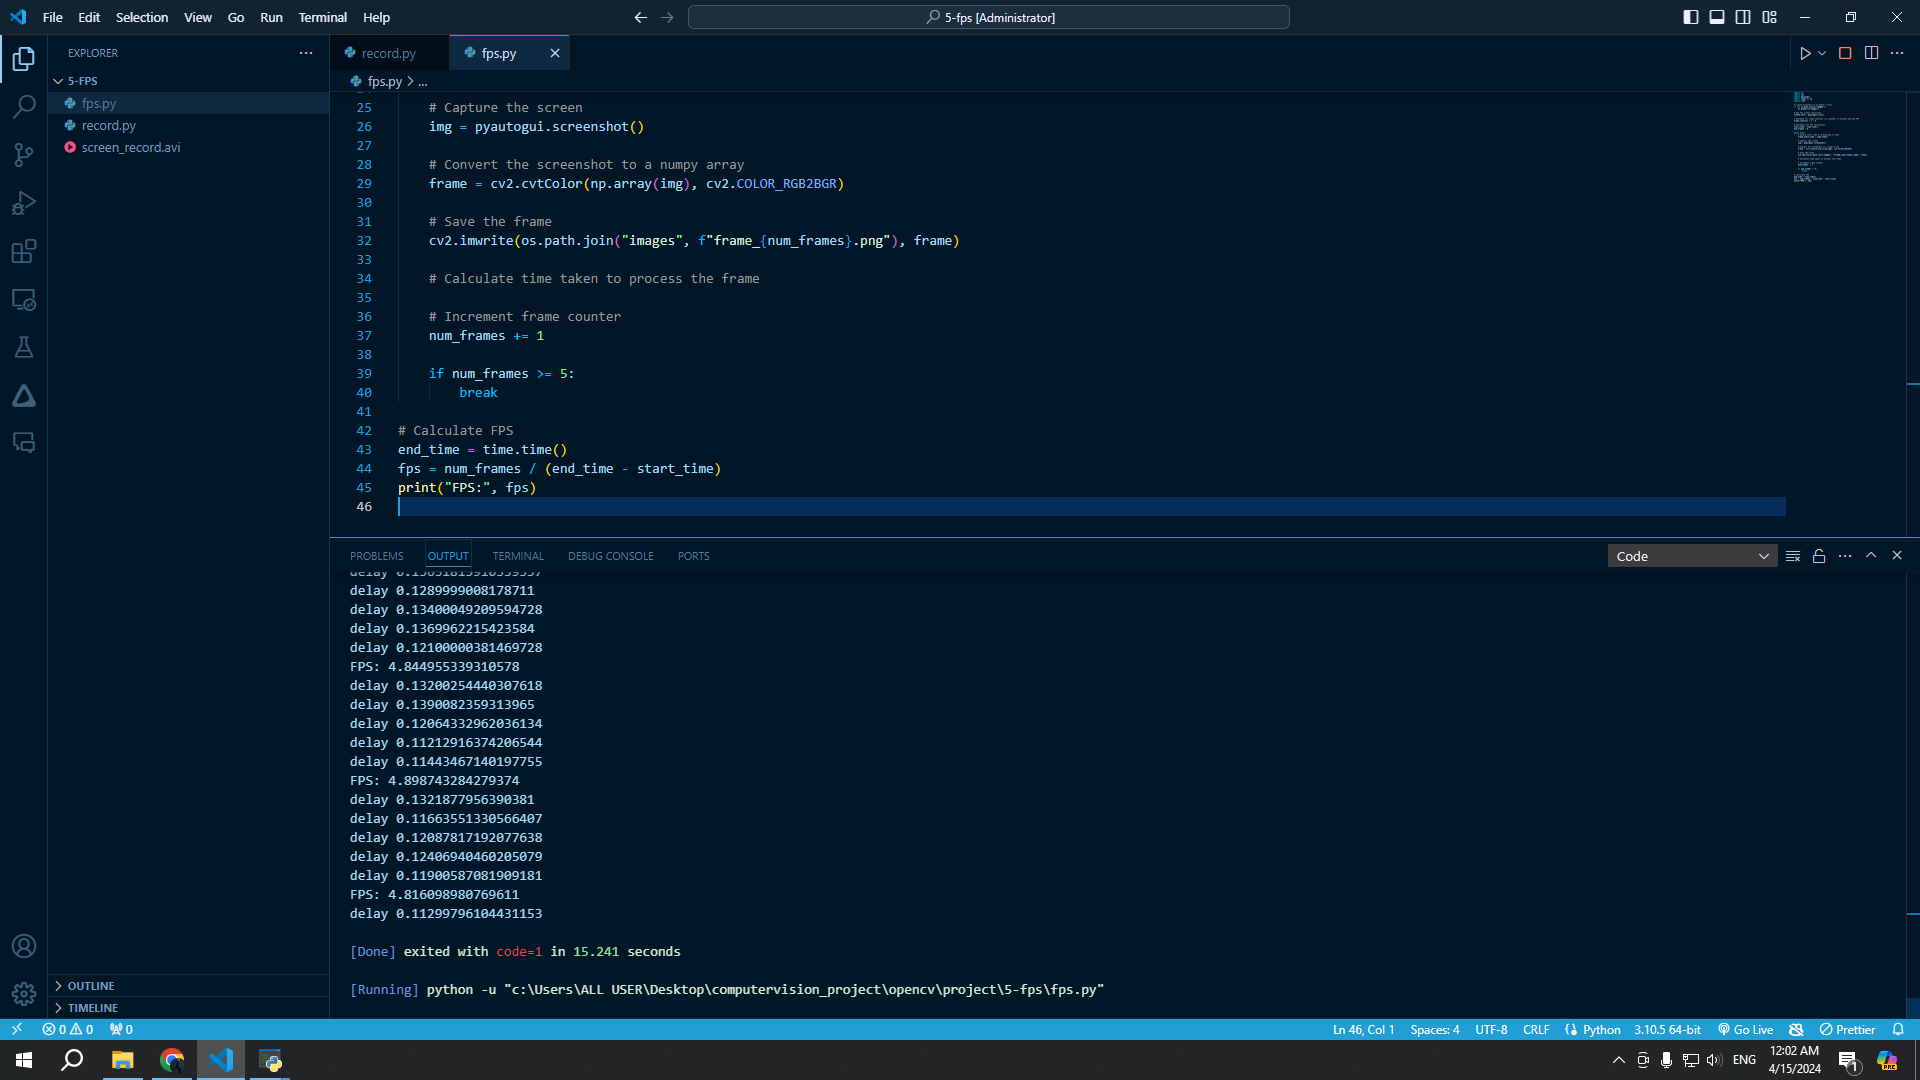 File Edit Selection View Go Run Terminal Help
5-fps [Administrator]
EXPLORER
5-FPS
fps.py
record.py
screen_record.avi
OUTLINE
TIMELINE
record.py
fps.py
fps.py > ...
25 # Capture the screen
26 img = pyautogui.screenshot()
27
28 # Convert the screenshot to a numpy array
29 frame = cv2.cvtColor(np.array(img), cv2.COLOR_RGB2BGR)
30
31 # Save the frame
32 cv2.imwrite(os.path.join("images", f"frame_{num_frames}.png"), frame)
33
34 # Calculate time taken to process the frame
35
36 # Increment frame counter
37 num_frames += 1
38
39 if num_frames >= 5:
40 break
41
42 # Calculate FPS
43 end_time = time.time()
44 fps = num_frames / (end_time - start_time)
45 print("FPS:", fps)
46
PROBLEMS OUTPUT TERMINAL DEBUG CONSOLE PORTS
Code
delay
delay 0.1289999008178711
delay 0.13400049209594728
delay 0.1369962215423584
delay 0.12100000381469728
FPS: 4.844955339310578
delay 0.13200254440307618
delay 0.1390082359313965
delay 0.12064332962036134
delay 0.11212916374206544
delay 0.11443467140197755
FPS: 4.898743284279374
delay 0.1321877956390381
delay 0.11663551330566407
delay 0.12087817192077638
delay 0.12406940460205079
delay 0.11900587081909181
FPS: 4.816098980769611
delay 0.11299796104431153
[Done] exited with code=1 in 15.241 seconds
[Running] python -u "c:\Users\ALL USER\Desktop\computervision_project\opencv\project\5-fps\fps.py"
0 0 0
Ln 46, Col 1 Spaces: 4 UTF-8 CRLF Python 3.10.5 64-bit Go Live Prettier
ENG
12:02 AM
4/15/2024
1
PRE